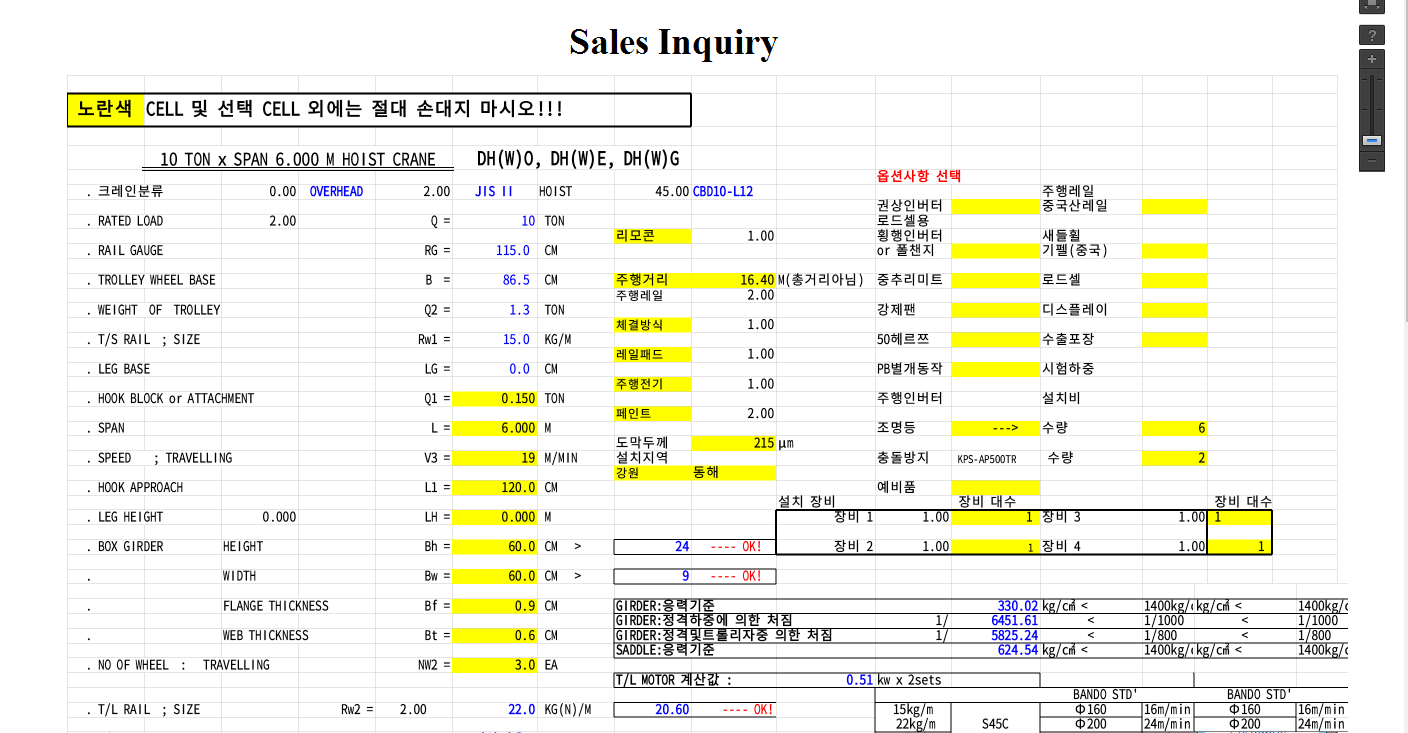 Sales Inquiry
노란색 CELL 및 선택 CELL 외에는 절대 손대지 마시오!!!
10 TON x SPAN 6.000 M HOIST CRANE DH(W)O, DH(W)E, DH(W)G
옵션사항 선택
. 크레인분류 0.00 OVERHEAD 2.00 JIS II HOIST 45.00 CBD10-L12 주행레일
권상인버터 중국산레일
. RATED LOAD 2.00 Q = 10 TON 로드셀용
리모콘 1.00 횡행인버터 새들휠
. RAIL GAUGE RG = 115.0 CM or 폴챈지 기펠(중국)
. TROLLEY WHEEL BASE B = 86.5 CM 주행거리 16.40 M(총거리아님) 중추리미트 로드셀
주행레일 2.00
. WEIGHT OF TROLLEY Q2 = 1.3 TON 강제팬 디스플레이
체결방식 1.00
. T/S RAIL ; SIZE Rw1 = 15.0 KG/M 50헤르쯔 수출포장
레일패드 1.00
. LEG BASE LG = 0.0 CM PB별개동작 시험하중
주행전기 1.00
. HOOK BLOCK or ATTACHMENT Q1 = 0.150 TON 주행인버터 설치비
페인트 2.00
. SPAN L = 6.000 M 조명등 ---> 수량 6
도막두께 215 μm
. SPEED ; TRAVELLING V3 = 19 M/MIN 설치지역 충돌방지 KPS-AP500TR 수량 2
강원 동해
. HOOK APPROACH L1 = 120.0 CM 예비품
설치 장비 장비 대수 장비 대수
. LEG HEIGHT 0.000 LH = 0.000 M 장비 1 1.00 1 장비 3 1.00 1
. BOX GIRDER HEIGHT Bh = 60.0 CM > 24 ---- OK! 장비 2 1.00 1 장비 4 1.00 1
. WIDTH Bw = 60.0 CM > 9 ---- OK!
. FLANGE THICKNESS Bf = 0.9 CM GIRDER:응력기준 330.02 kg/㎠ < 1400kg/ kg/㎠ < 1400kg/
GIRDER:정격하중에 의한 처짐 1/ 6451.61 < 1/1000 < 1/1000
. WEB THICKNESS Bt = 0.6 CM GIRDER:정격및트롤리자중 의한 처짐 1/ 5825.24 < 1/800 < 1/800
SADDLE:응력기준 624.54 kg/㎠ < 1400kg/ kg/㎠ < 1400kg/
. NO OF WHEEL : TRAVELLING NW2 = 3.0 EA
T/L MOTOR 계산값 : 0.51 kw x 2sets
BANDO STD' BANDO STD'
. T/L RAIL ; SIZE Rw2 = 2.00 22.0 KG(N)/M 20.60 ---- OK! 15kg/m Φ160 16m/min Φ160 16m/min
22kg/m S45C Φ200 24m/min Φ200 24m/min